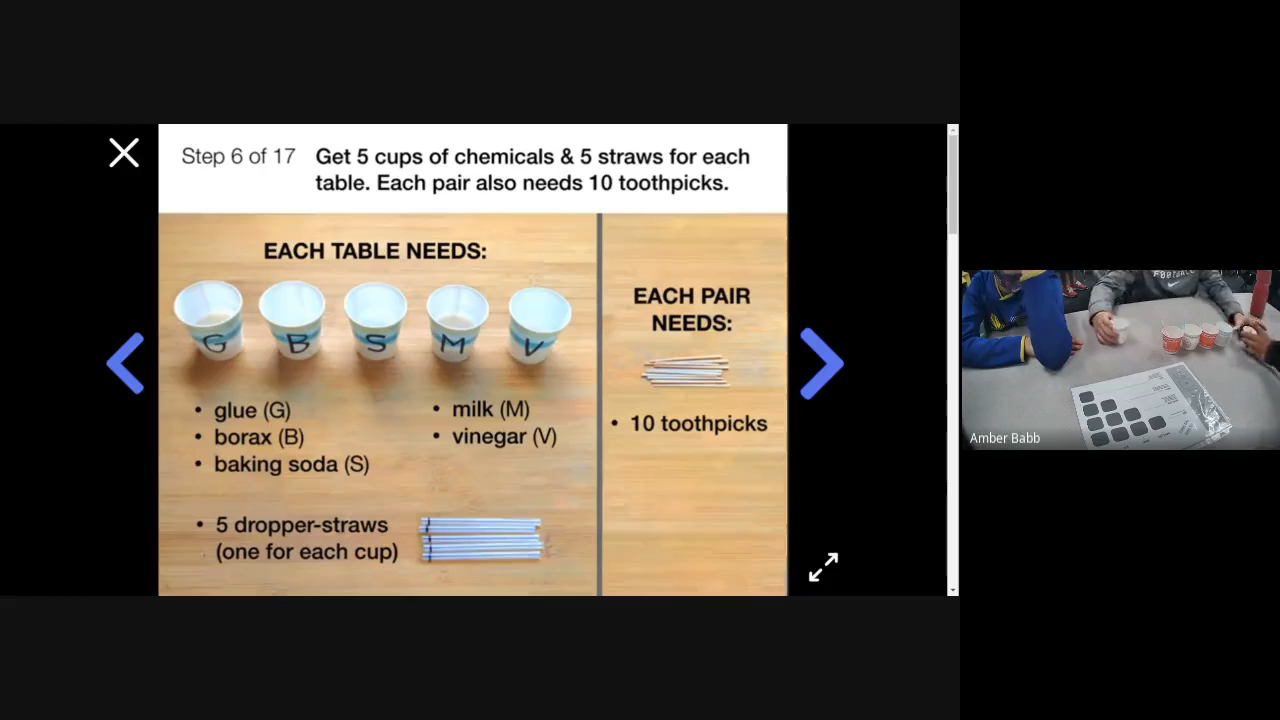 Step 6 of 17
Get 5 cups of chemicals & 5 straws for each
table. Each pair also needs 10 toothpicks.
EACH TABLE NEEDS:
G B S M V
• glue (G)
• borax (B)
• baking soda (S)
• milk (M)
• vinegar (V)
• 5 dropper-straws
(one for each cup)
EACH PAIR
NEEDS:
• 10 toothpicks
FOOTBALL
Amber Babb